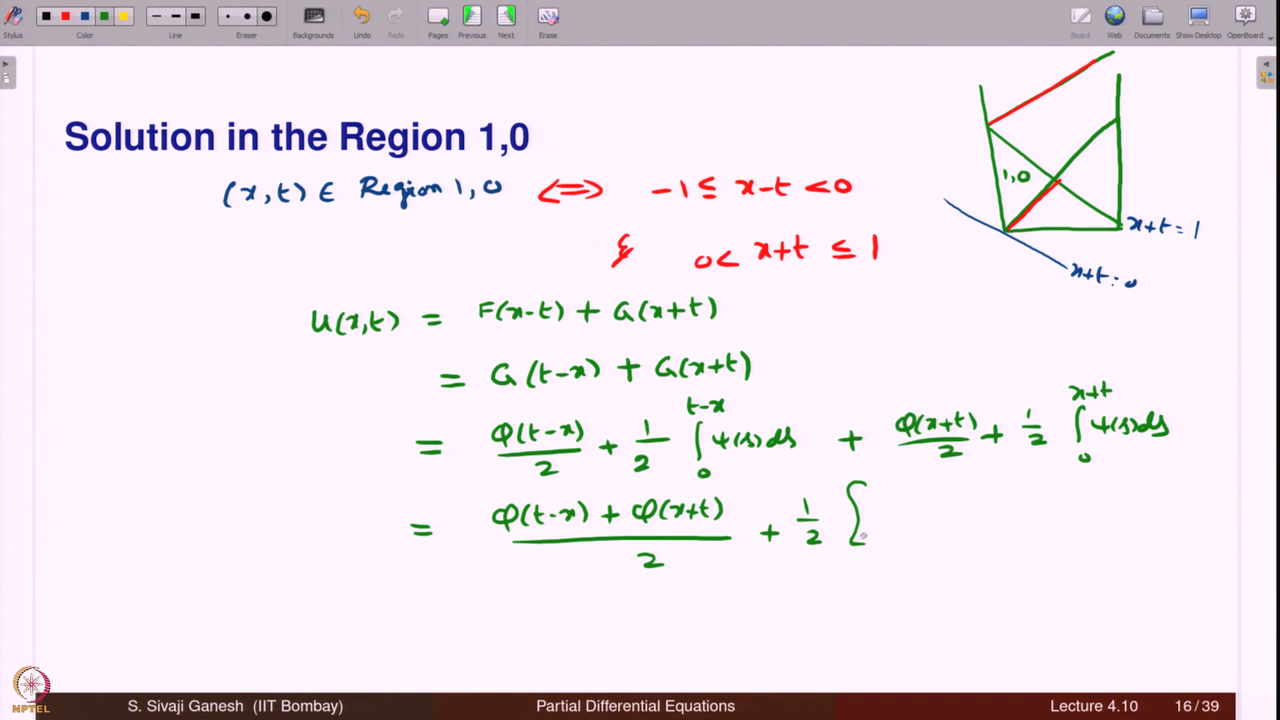 Stylus
Color
Line
Eraser
Backgrounds
Undo
Redo
Pages
Previous
Next
Erase
Board
Web
Documents
Show Desktop
OpenBoard
Solution in the Region 1,0
(x,t) ∈ Region 1,0 ⟺ -1 ≤ x-t < 0
& 0 < x+t ≤ 1
1,0
x+t = 1
x+t = 0
u(x,t) = F(x-t) + G(x+t)
= G(t-x) + G(x+t)
= φ(t-x)/2 + 1/2 ∫_0^{t-x} ψ(s)ds + φ(x+t)/2 + 1/2 ∫_0^{x+t} ψ(s)ds
= (φ(t-x) + φ(x+t))/2 + 1/2 [
NPTEL
S. Sivaji Ganesh (IIT Bombay)
Partial Differential Equations
Lecture 4.10
16/39